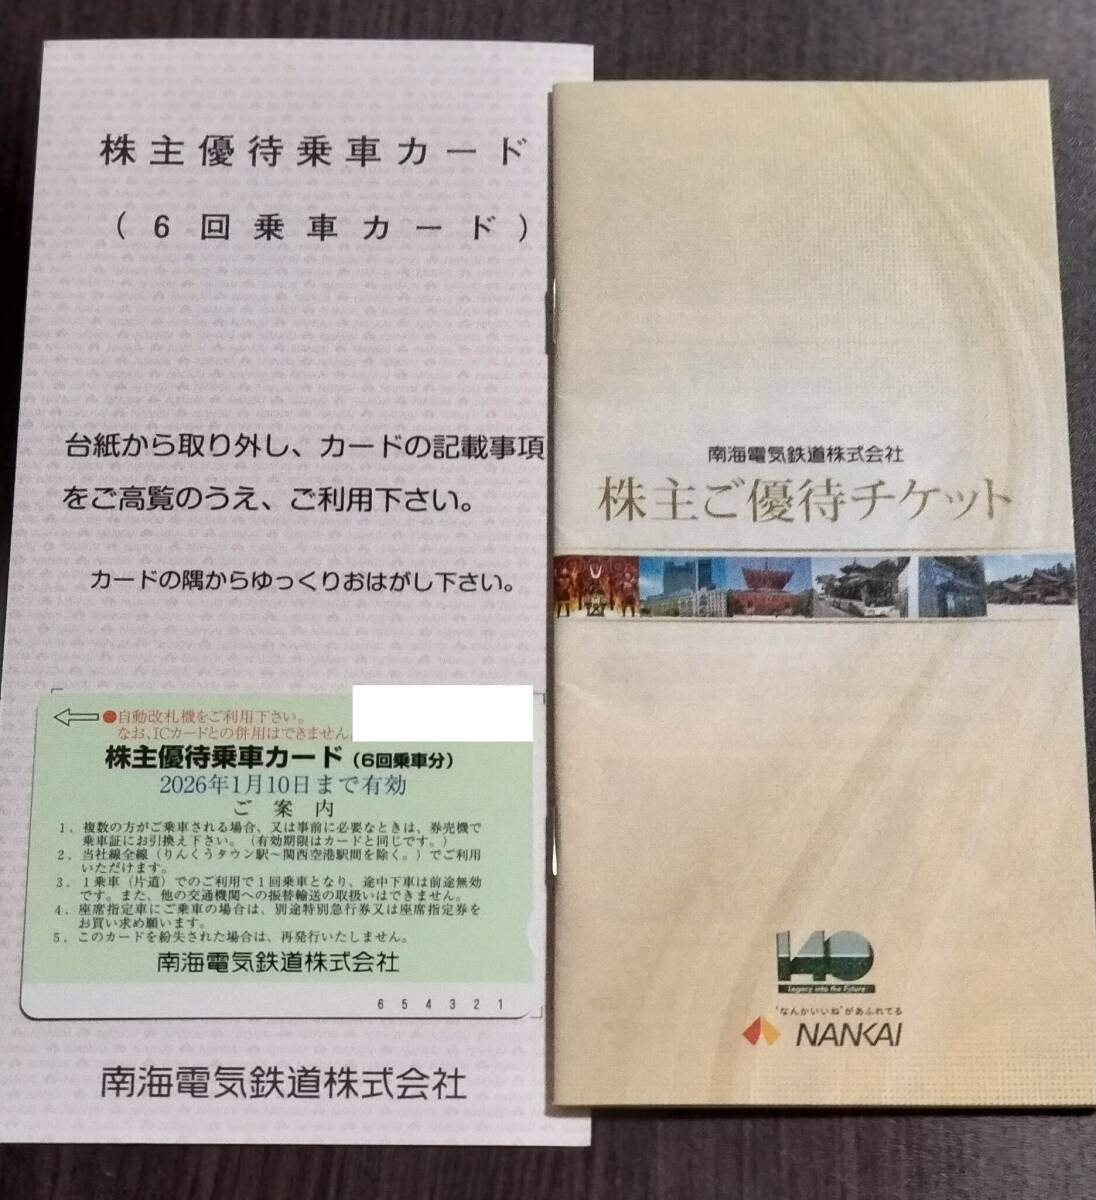 株主優待乗車カード
(6回乗車カード)
台紙から取り外し、カードの記載事項
をご高覧のうえ、ご利用下さい。
カードの隅からゆっくりおはがし下さい。
●自動改札機をご利用下さい。
なお、ICカードとの併用はできません。
株主優待乗車カード(6回乗車分)
2026年1月10日まで有効
ご案内
1.複数の方がご乗車される場合、又は事前に必要なときは、券売機で
乗車証にお引換え下さい。(有効期限はカードと同じです。)
2.当社線全線(りんくうタウン駅~関西空港駅間を除く。)でご利用
いただけます。
3.1乗車(片道)でのご利用で1回乗車となり、途中下車は前途無効
です。また、他の交通機関への振替輸送の取扱いはできません。
4.座席指定車にご乗車の場合は、別途特別急行券又は座席指定券を
お買い求め願います。
5.このカードを紛失された場合は、再発行いたしません。
南海電気鉄道株式会社
6 5 4 3 2 1
南海電気鉄道株式会社
南海電気鉄道株式会社
株主ご優待チケット
140
Legacy into the Future
'なんかいいね'があふれてる
NANKAI